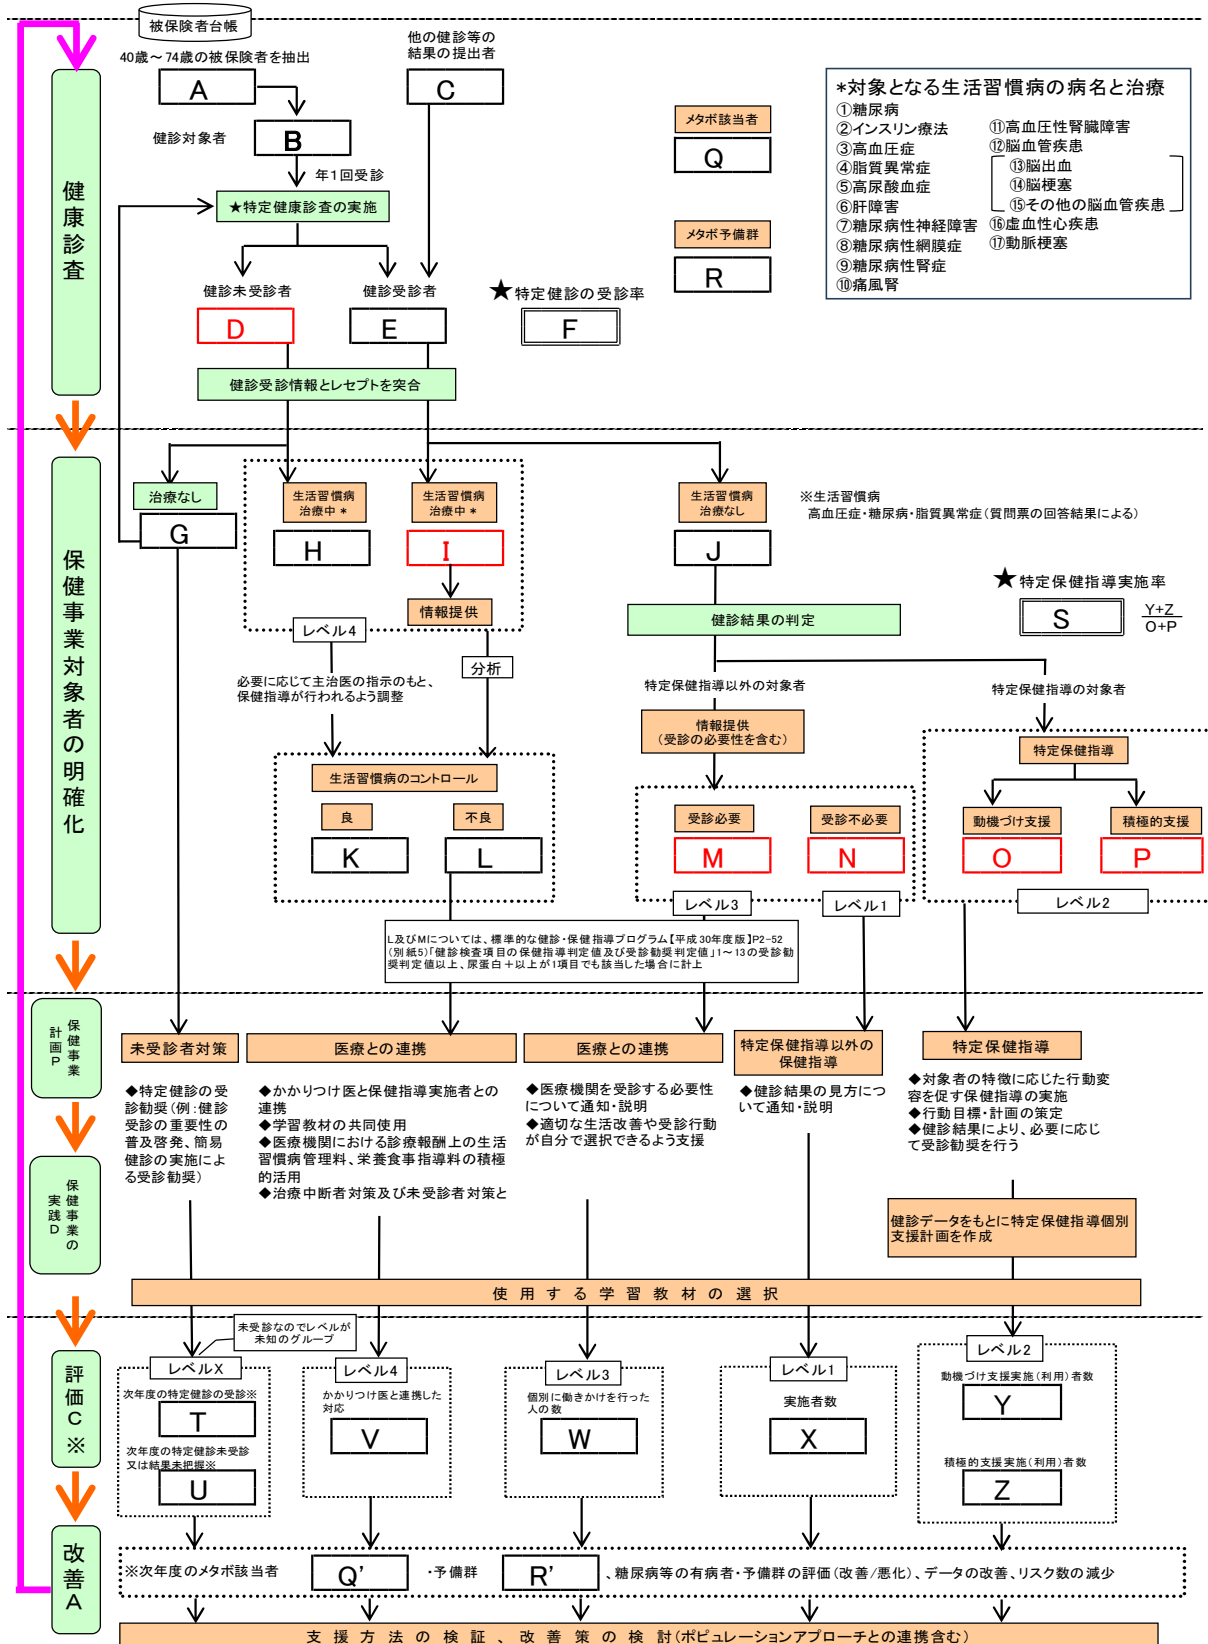 被保険者台帳
40歳～74歳の被保険者を抽出
A
他の健診等の
結果の提出者
C
健診対象者
B
年1回受診
★特定健康診査の実施
健康診査
健診未受診者
D
健診受診者
E
★特定健診の受診率
F
メタボ該当者
Q
メタボ予備群
R
*対象となる生活習慣病の病名と治療
①糖尿病
②インスリン療法
③高血圧症
④脂質異常症
⑤高尿酸血症
⑥肝障害
⑦糖尿病性神経障害
⑧糖尿病性網膜症
⑨糖尿病性腎症
⑩痛風腎
⑪高血圧性腎臓障害
⑫脳血管疾患
⑬脳出血
⑭脳梗塞
⑮その他の脳血管疾患
⑯虚血性心疾患
⑰動脈梗塞
健診受診情報とレセプトを突合
保健事業対象者の明確化
治療なし
G
生活習慣病
治療中＊
H
生活習慣病
治療中＊
I
情報提供
レベル4
生活習慣病
治療なし
J
※生活習慣病
高血圧症・糖尿病・脂質異常症(質問票の回答結果による)
★特定保健指導実施率
S
Y+Z
O+P
健診結果の判定
必要に応じて主治医の指示のもと、
保健指導が行われるよう調整
分析
特定保健指導以外の対象者
特定保健指導の対象者
情報提供
(受診の必要性を含む)
特定保健指導
生活習慣病のコントロール
良
K
不良
L
受診必要
M
受診不必要
N
動機づけ支援
O
積極的支援
P
レベル3
レベル1
レベル2
L及びMについては、標準的な健診・保健指導プログラム【平成30年度版】P2-52
(別紙5)「健診検査項目の保健指導判定値及び受診勧奨判定値」1～13の受診勧
奨判定値以上、尿蛋白＋以上が1項目でも該当した場合に計上
保健事業
計画P
未受診者対策
医療との連携
医療との連携
特定保健指導以外の
保健指導
特定保健指導
◆特定健診の受
診勧奨(例:健診
受診の重要性の
普及啓発、簡易
健診の実施によ
る受診勧奨)
◆かかりつけ医と保健指導実施者との
連携
◆学習教材の共同使用
◆医療機関における診療報酬上の生活
習慣病管理料、栄養食事指導料の積極
的活用
◆治療中断者対策及び未受診者対策と
◆医療機関を受診する必要性
について通知・説明
◆適切な生活改善や受診行動
が自分で選択できるよう支援
◆健診結果の見方につ
いて通知・説明
◆対象者の特徴に応じた行動変
容を促す保健指導の実施
◆行動目標・計画の策定
◆健診結果により、必要に応じ
て受診勧奨を行う
保健事業の
実践D
健診データをもとに特定保健指導個別
支援計画を作成
使用する学習教材の選択
評価C※
未受診なのでレベルが
未知のグループ
レベルX
次年度の特定健診の受診※
T
次年度の特定健診未受診
又は結果未把握※
U
レベル4
かかりつけ医と連携した
対応
V
レベル3
個別に働きかけを行った
人の数
W
レベル1
実施者数
X
レベル2
動機づけ支援実施(利用)者数
Y
積極的支援実施(利用)者数
Z
改善A
※次年度のメタボ該当者 Q' ・予備群 R' 、糖尿病等の有病者・予備群の評価(改善/悪化)、データの改善、リスク数の減少
支援方法の検証、改善策の検討(ポピュレーションアプローチとの連携含む)